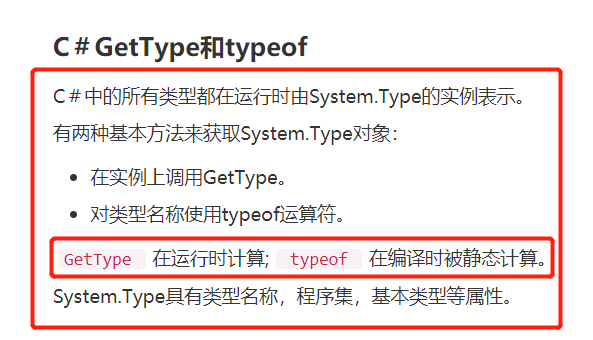 C＃GetType和typeof
C＃中的所有类型都在运行时由System.Type的实例表示。
有两种基本方法来获取System.Type对象：
• 在实例上调用GetType。
• 对类型名称使用typeof运算符。
GetType 在运行时计算; typeof 在编译时被静态计算。
System.Type具有类型名称，程序集，基本类型等属性。